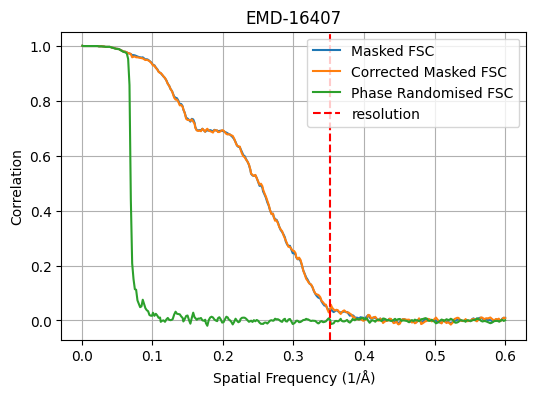 EMD-16407
Masked FSC
Corrected Masked FSC
Phase Randomised FSC
resolution
Correlation
1.0
0.8
0.6
0.4
0.2
0.0
0.0 0.1 0.2 0.3 0.4 0.5 0.6
Spatial Frequency (1/Å)